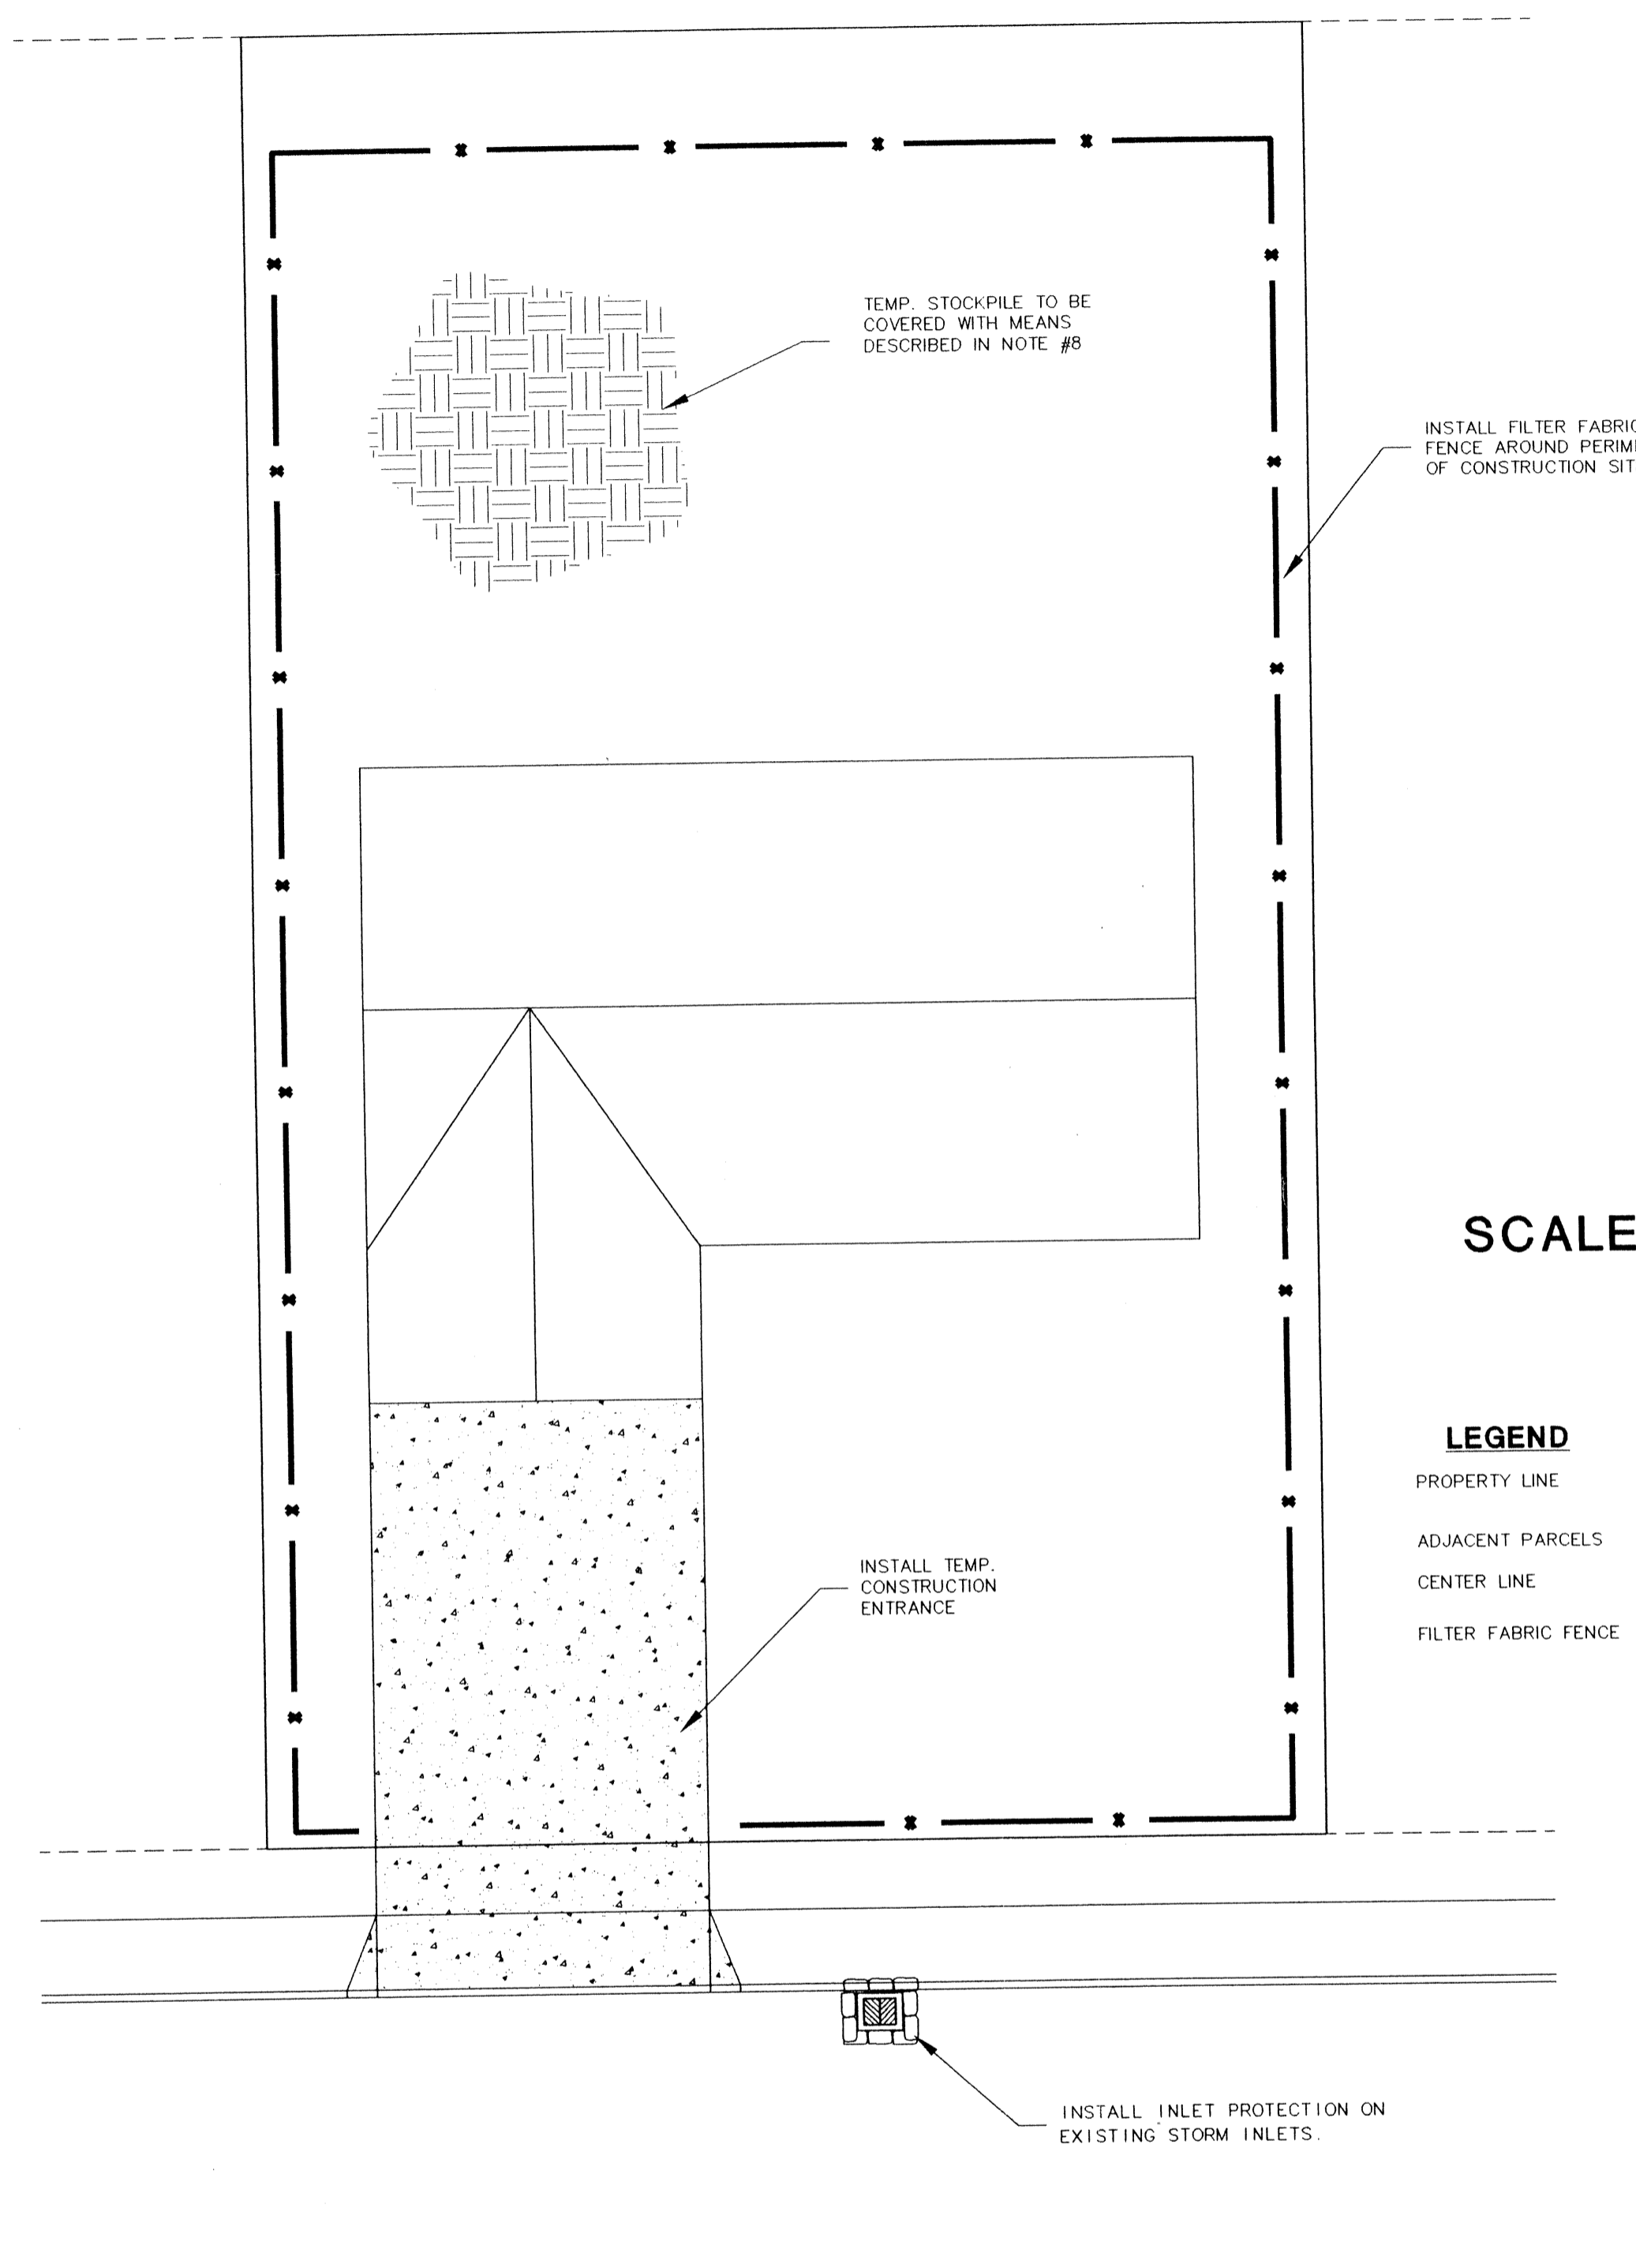 TEMP. STOCKPILE TO BE
COVERED WITH MEANS
DESCRIBED IN NOTE #8
INSTALL FILTER FABRIC
FENCE AROUND
OF CONSTRUCTION
SCALE
LEGEND
PROPERTY LINE
ADJACENT PARCELS
CENTER LINE
FILTER FABRIC FENCE
INSTALL TEMP.
CONSTRUCTION
ENTRANCE
INSTALL INLET PROTECTION ON
EXISTING STORM INLETS.